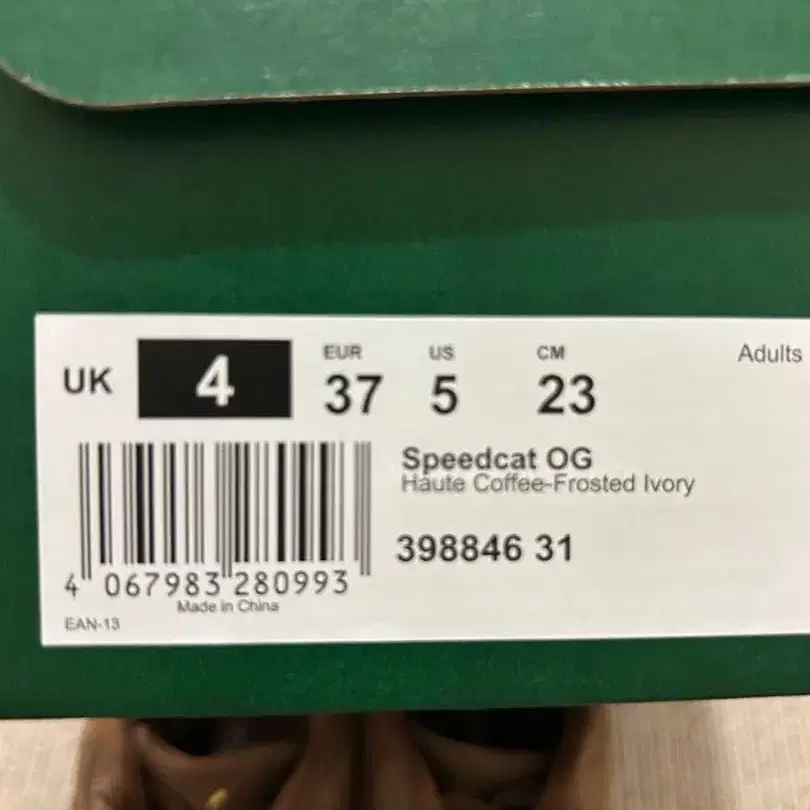 UK 4 EUR 37 US 5 CM 23 Adults
Speedcat OG
Haute Coffee-Frosted Ivory
398846 31
4 067983 280993
Made in China
EAN-13